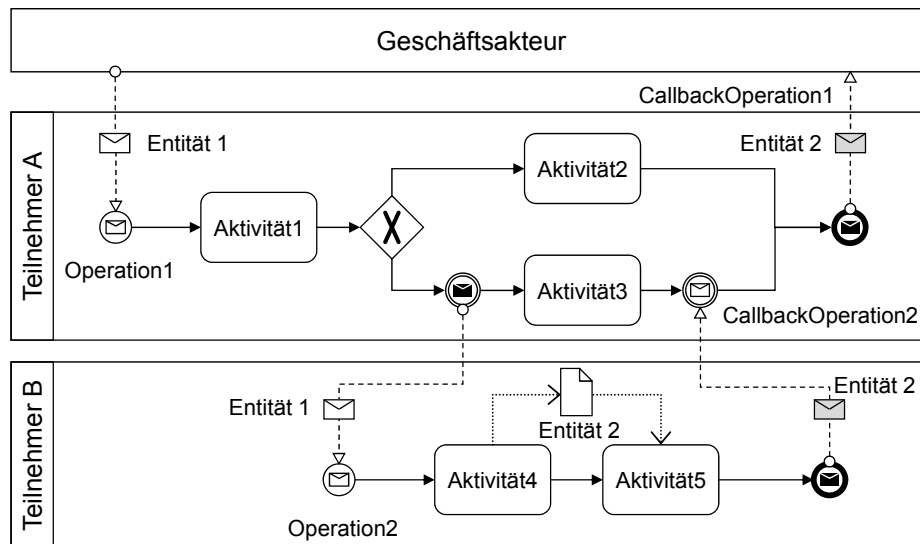 Geschäftsakteur
CallbackOperation1
Entität 1
Entität 2
Teilnehmer A
Aktivität2
Aktivität1
X
Operation1
Aktivität3
CallbackOperation2
Teilnehmer B
Entität 1
Entität 2
Entität 2
Aktivität4
Aktivität5
Operation2